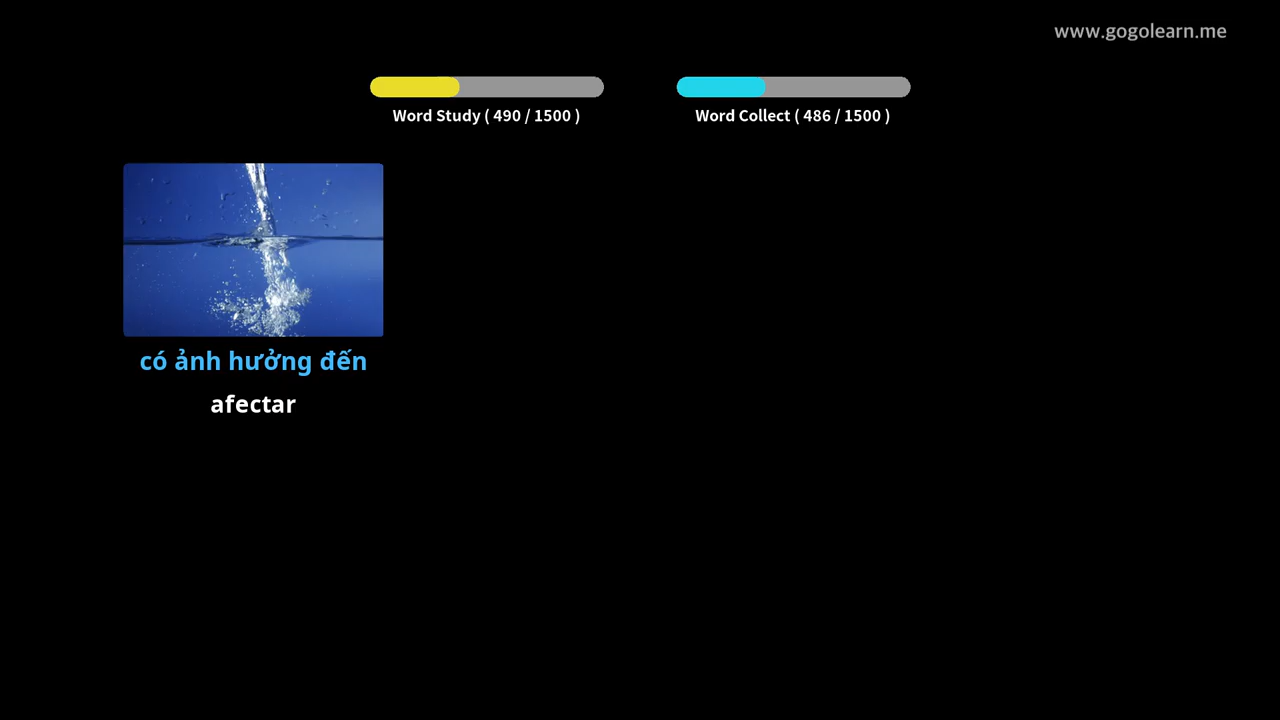 www.gogolearn.me
Word Study ( 490 / 1500 )
Word Collect ( 486 / 1500 )
có ảnh hưởng đến
afectar